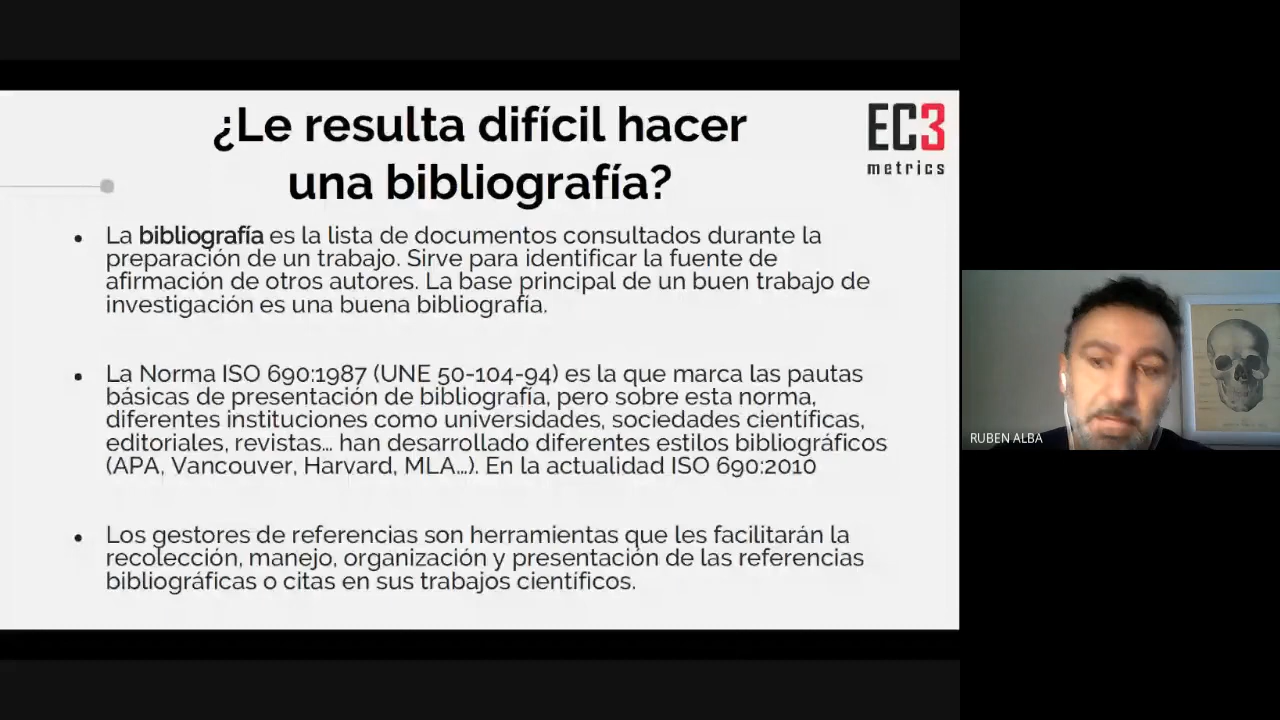 ¿Le resulta difícil hacer
una bibliografía?
EC3
metrics
• La bibliografía es la lista de documentos consultados durante la
preparación de un trabajo. Sirve para identificar la fuente de
afirmación de otros autores. La base principal de un buen trabajo de
investigación es una buena bibliografía.
• La Norma ISO 690:1987 (UNE 50-104-94) es la que marca las pautas
básicas de presentación de bibliografía, pero sobre esta norma,
diferentes instituciones como universidades, sociedades científicas,
editoriales, revistas... han desarrollado diferentes estilos bibliográficos
(APA, Vancouver, Harvard, MLA...). En la actualidad ISO 690:2010
• Los gestores de referencias son herramientas que les facilitarán la
recolección, manejo, organización y presentación de las referencias
bibliográficas o citas en sus trabajos científicos.
RUBEN ALBA